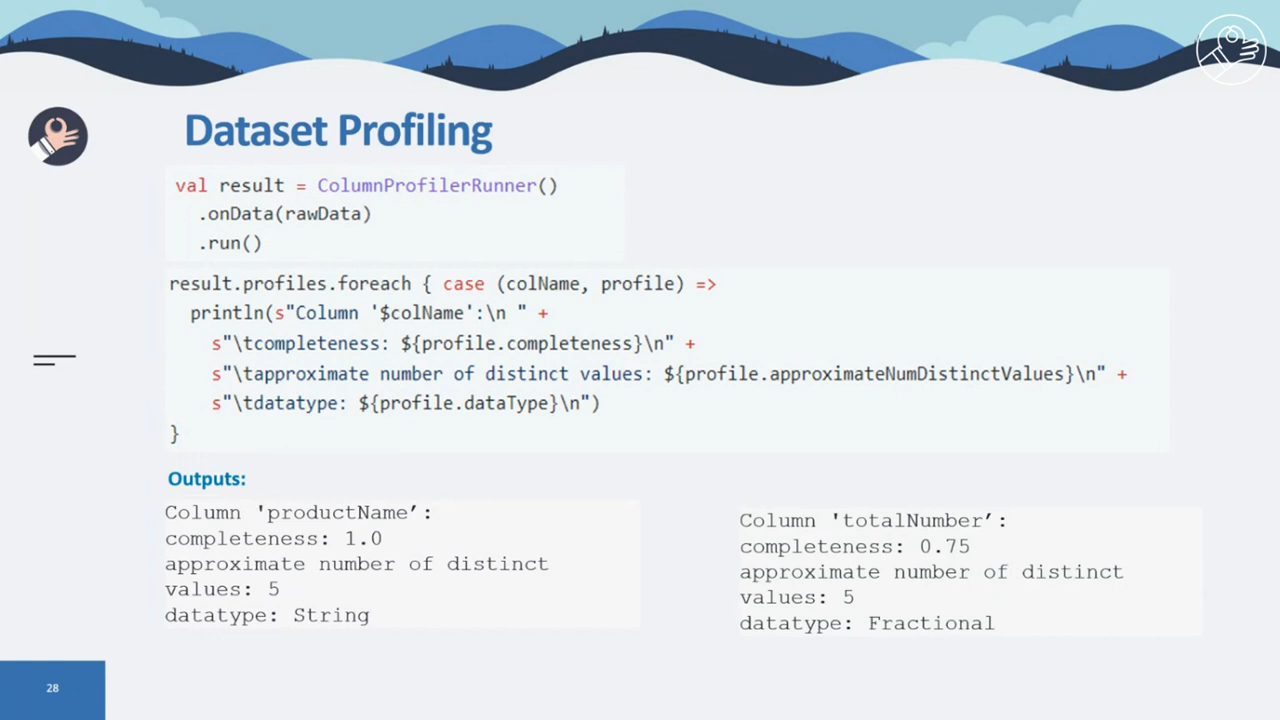 Dataset Profiling
val result = ColumnProfilerRunner()
.onData(rawData)
.run()
result.profiles.foreach { case (colName, profile) =>
println(s"Column '$colName':\n " +
s"\tcompleteness: ${profile.completeness}\n" +
s"\tapproximate number of distinct values: ${profile.approximateNumDistinctValues}\n" +
s"\tdatatype: ${profile.dataType}\n")
}
Outputs:
Column 'productName’:
completeness: 1.0
approximate number of distinct
values: 5
datatype: String
Column 'totalNumber’:
completeness: 0.75
approximate number of distinct
values: 5
datatype: Fractional
28